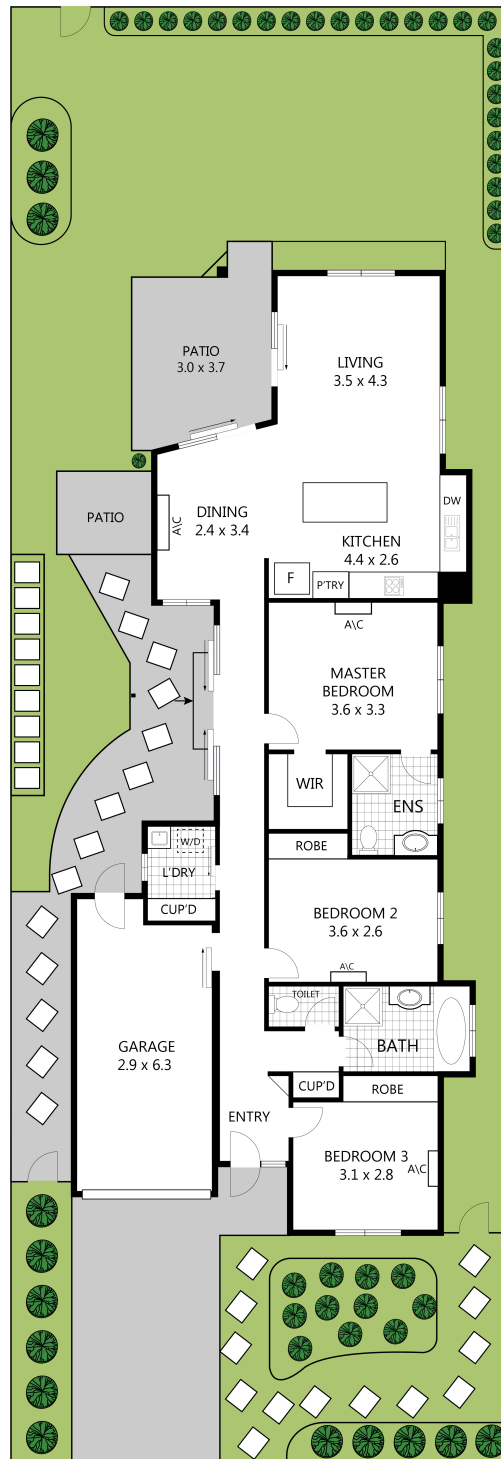 PATIO
3.0 x 3.7
LIVING
3.5 x 4.3
PATIO
A\C
DINING
2.4 x 3.4
DW
KITCHEN
4.4 x 2.6
F
P'TRY
A\C
MASTER
BEDROOM
3.6 x 3.3
WIR
ENS
W/D
L'DRY
CUP'D
ROBE
BEDROOM 2
3.6 x 2.6
A\C
TOILET
BATH
GARAGE
2.9 x 6.3
CUP'D
ROBE
ENTRY
BEDROOM 3
3.1 x 2.8
A\C